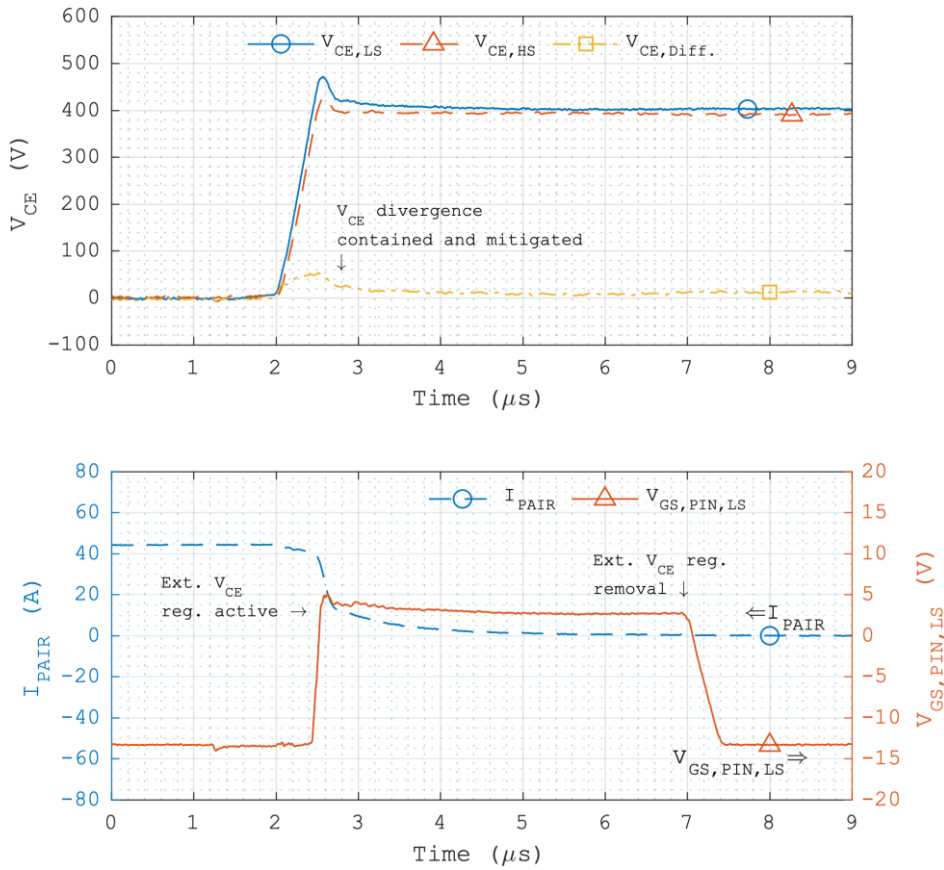 600
500
400
300
200
100
0
-100
V_CE (V)
V_CE,LS V_CE,HS V_CE,Diff.
V_CE divergence
contained and mitigated
↓
0 1 2 3 4 5 6 7 8 9
Time (μs)
80
60
40
20
0
-20
-40
-60
-80
I_PAIR (A)
I_PAIR V_GS,PIN,LS
Ext. V_CE
reg. active →
Ext. V_CE reg.
removal ↓
⇐I_PAIR
V_GS,PIN,LS⇒
20
15
10
5
0
-5
-10
-15
-20
V_GS,PIN,LS (V)
0 1 2 3 4 5 6 7 8 9
Time (μs)